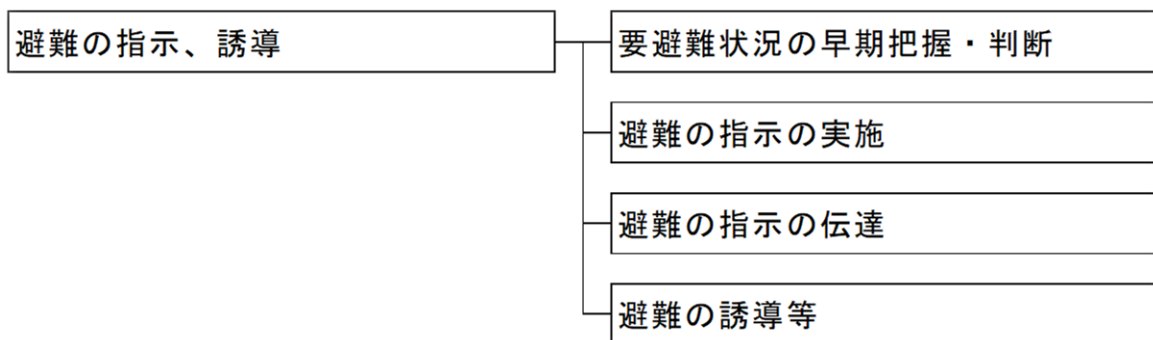 避難の指示、誘導
要避難状況の早期把握・判断
避難の指示の実施
避難の指示の伝達
避難の誘導等